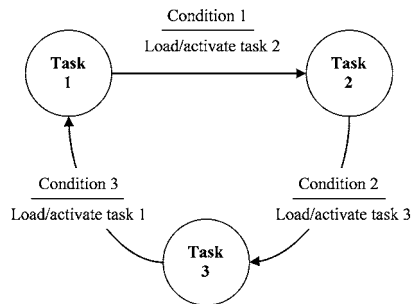 Condition 1
Load/activate task 2
Task
1
Task
2
Condition 3
Load/activate task 1
Condition 2
Load/activate task 3
Task
3